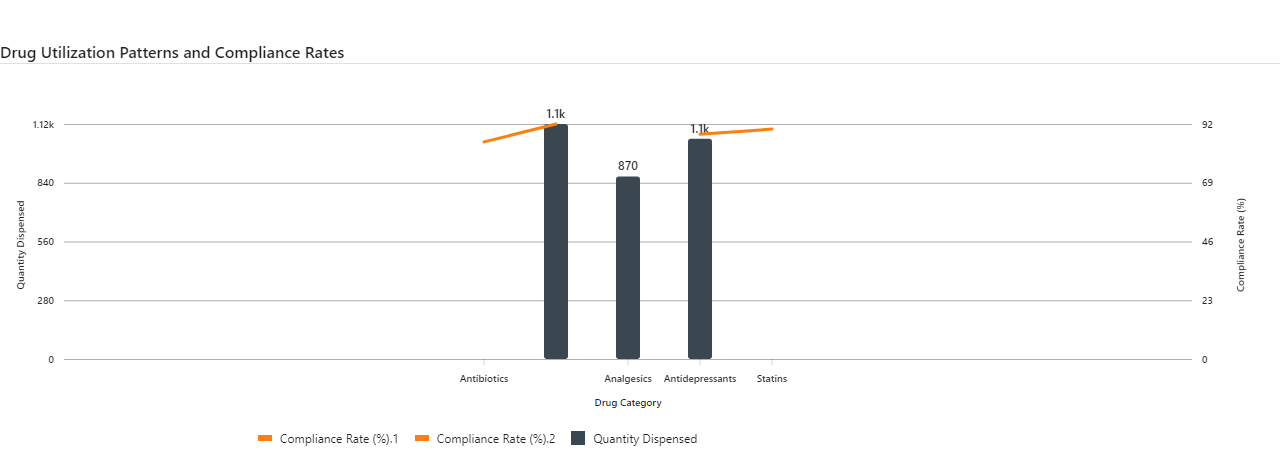 Drug Utilization Patterns and Compliance Rates
1.1k
1.1k
870
1.12k
840
560
280
0
Quantity Dispensed
92
69
46
23
0
Compliance Rate (%)
Antibiotics Analgesics Antidepressants Statins
Drug Category
Compliance Rate (%).1 Compliance Rate (%).2 Quantity Dispensed